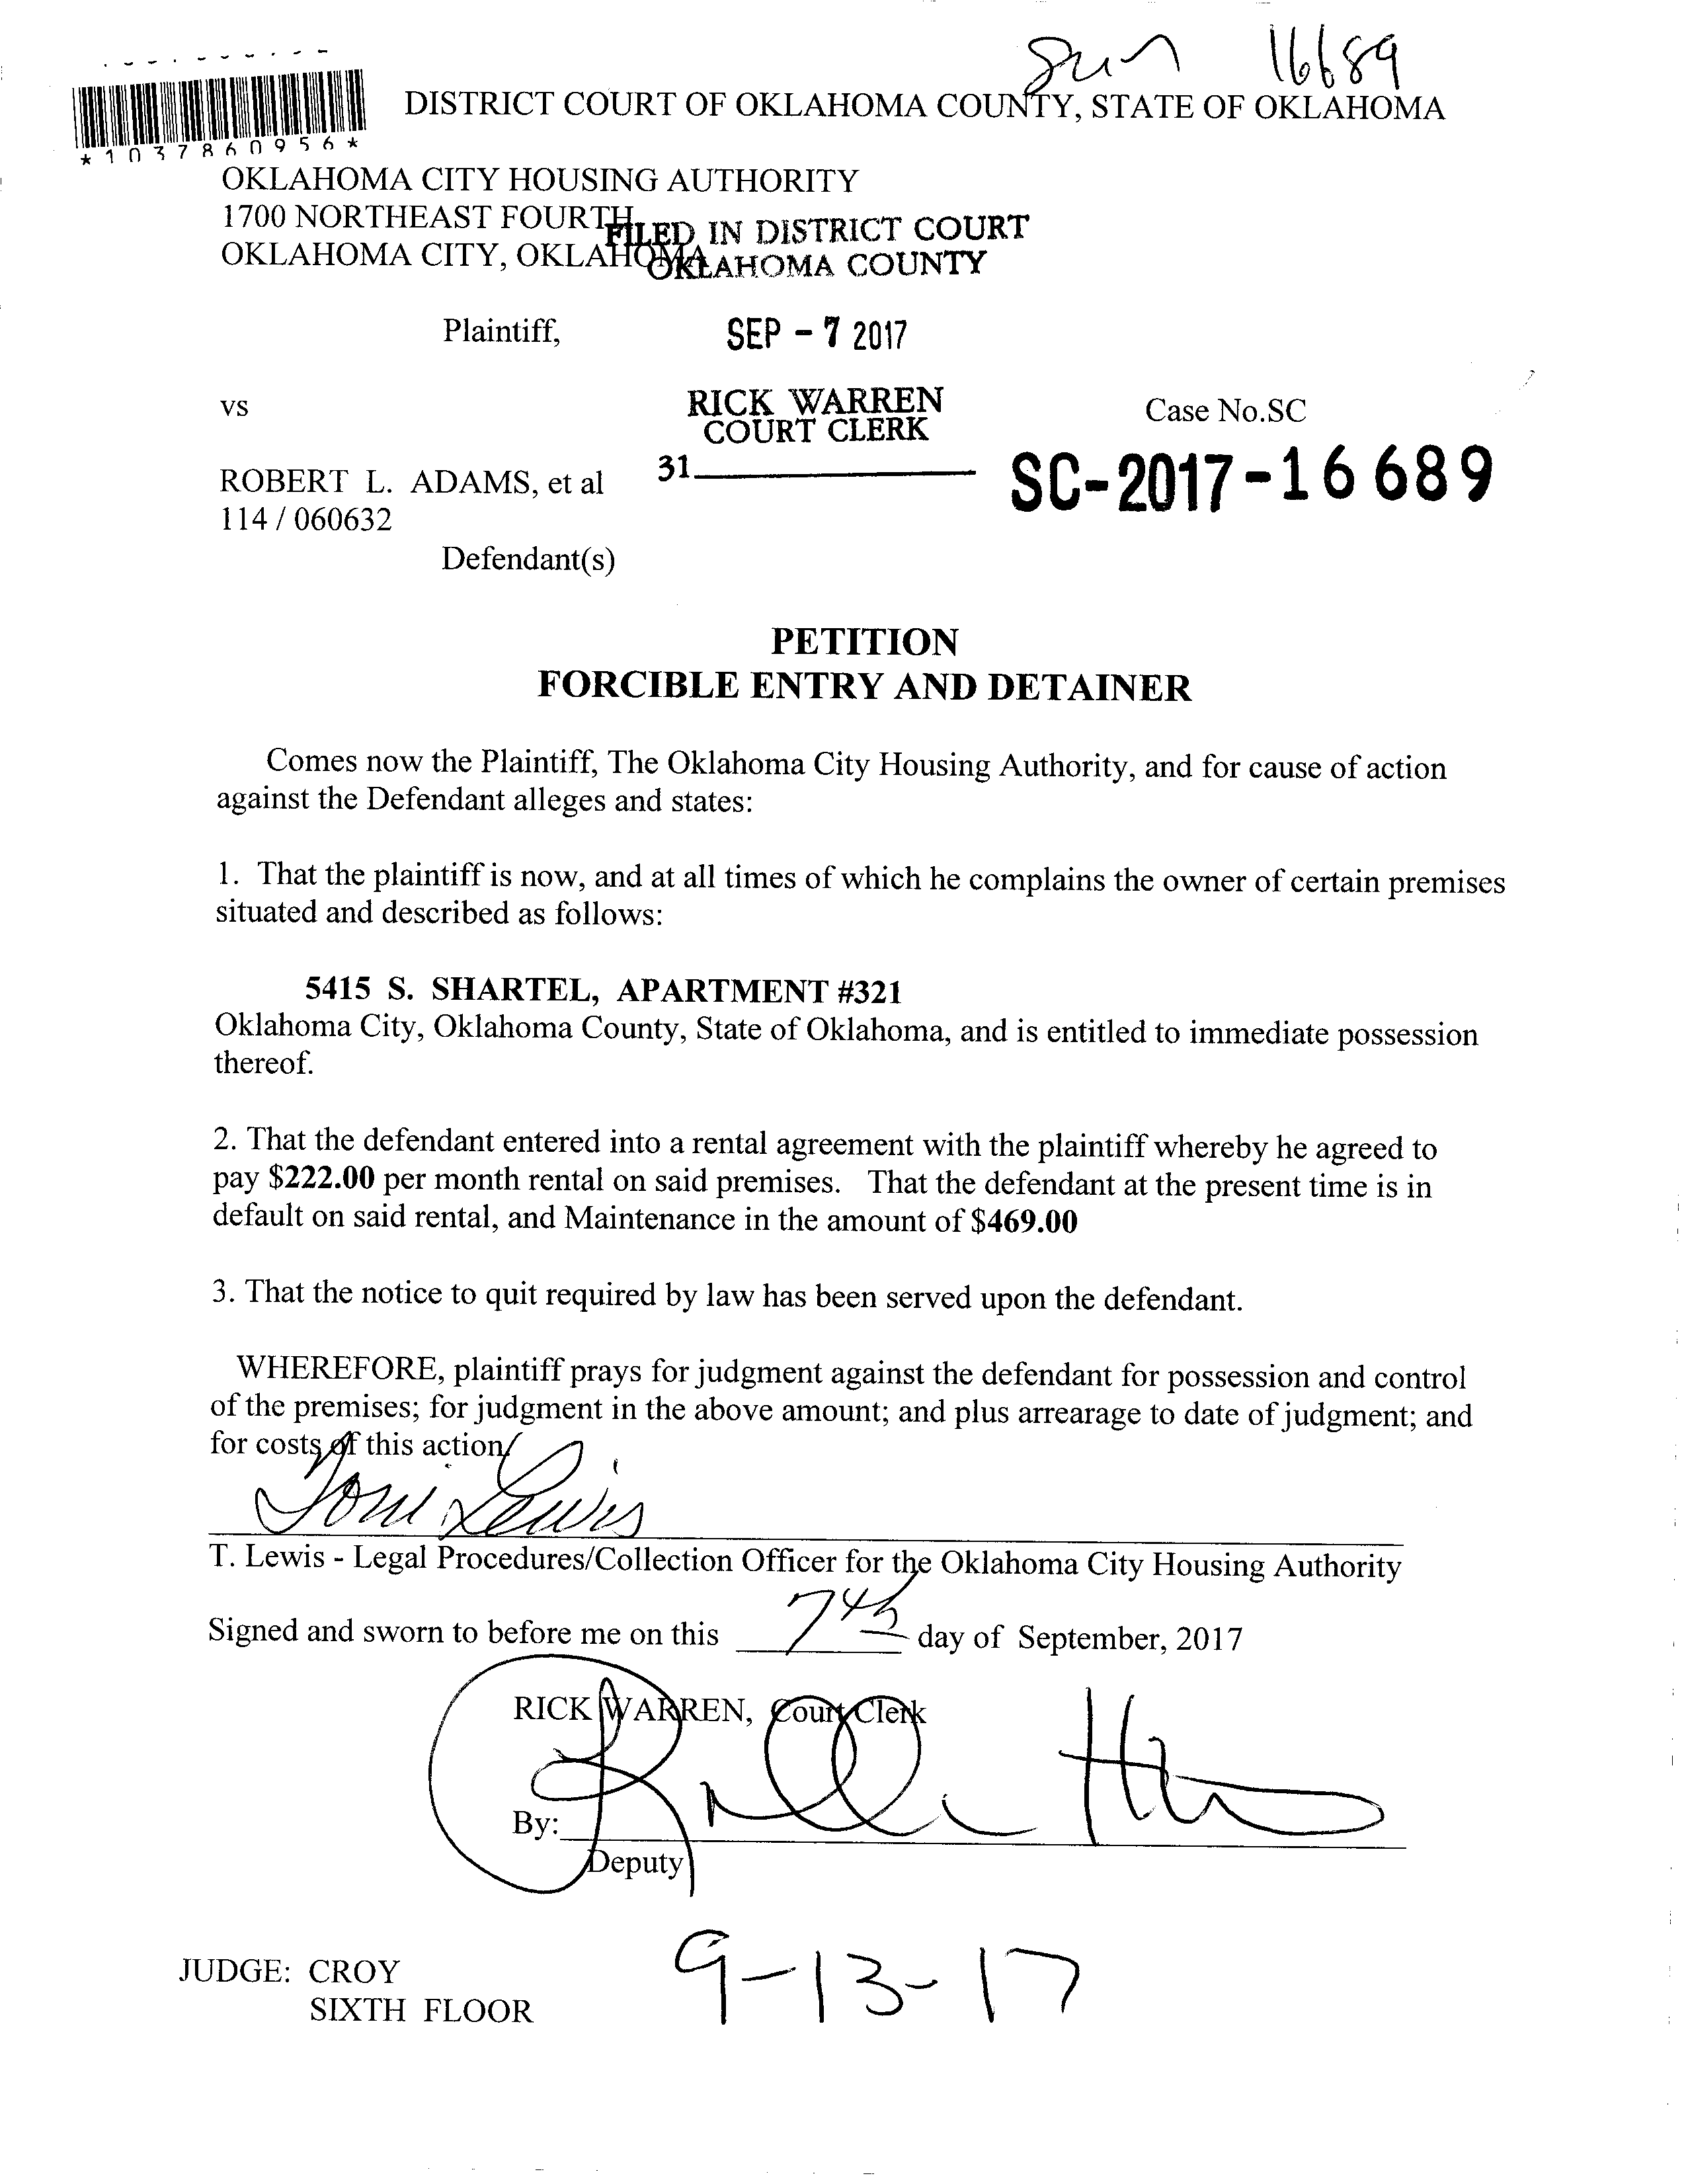 16689
DISTRICT COURT OF OKLAHOMA COUNTY, STATE OF OKLAHOMA
*1037860956*
OKLAHOMA CITY HOUSING AUTHORITY
1700 NORTHEAST FOURTH
OKLAHOMA CITY, OKLAHOMA
FILED IN DISTRICT COURT
OKLAHOMA COUNTY
Plaintiff,
SEP - 7 2017
vs
RICK WARREN
COURT CLERK
Case No.SC
31
SC-2017-16689
ROBERT L. ADAMS, et al
114 / 060632
Defendant(s)
PETITION
FORCIBLE ENTRY AND DETAINER
Comes now the Plaintiff, The Oklahoma City Housing Authority, and for cause of action
against the Defendant alleges and states:
1. That the plaintiff is now, and at all times of which he complains the owner of certain premises
situated and described as follows:
5415 S. SHARTEL, APARTMENT #321
Oklahoma City, Oklahoma County, State of Oklahoma, and is entitled to immediate possession
thereof.
2. That the defendant entered into a rental agreement with the plaintiff whereby he agreed to
pay $222.00 per month rental on said premises. That the defendant at the present time is in
default on said rental, and Maintenance in the amount of $469.00
3. That the notice to quit required by law has been served upon the defendant.
WHEREFORE, plaintiff prays for judgment against the defendant for possession and control
of the premises; for judgment in the above amount; and plus arrearage to date of judgment; and
for costs of this action
Toni Lewis
T. Lewis - Legal Procedures/Collection Officer for the Oklahoma City Housing Authority
Signed and sworn to before me on this 7th day of September, 2017
RICK WARREN, Court Clerk
By:
Deputy
JUDGE: CROY
SIXTH FLOOR
9-13-17